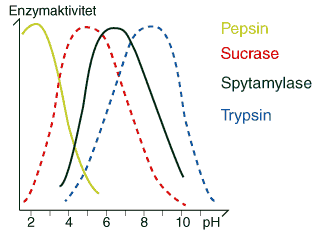 Enzymaktivitet
Pepsin
Sucrase
Spytamylase
Trypsin
2 4 6 8 10 pH